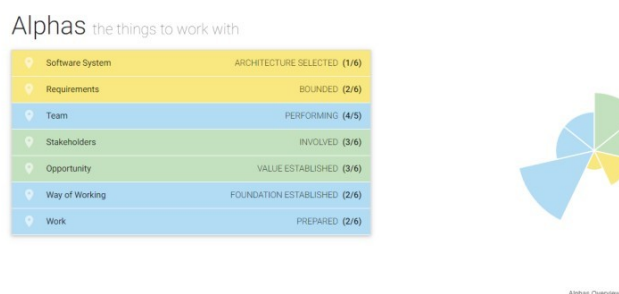 Alphas the things to work with
Software System ARCHITECTURE SELECTED (1/6)
Requirements BOUNDED (2/6)
Team PERFORMING (4/5)
Stakeholders INVOLVED (3/6)
Opportunity VALUE ESTABLISHED (3/6)
Way of Working FOUNDATION ESTABLISHED (2/6)
Work PREPARED (2/6)
Alphas Overview